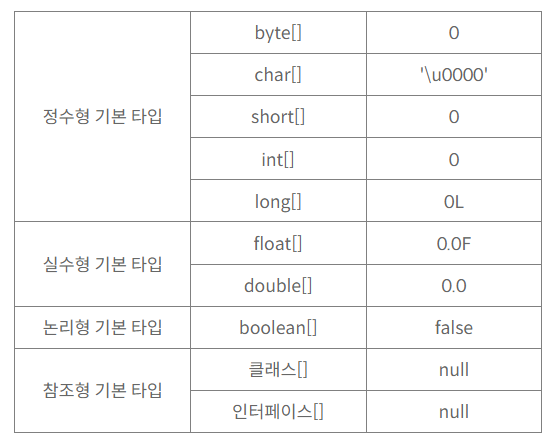 정수형 기본 타입
byte[] 0
char[] '\u0000'
short[] 0
int[] 0
long[] 0L
실수형 기본 타입
float[] 0.0F
double[] 0.0
논리형 기본 타입
boolean[] false
참조형 기본 타입
클래스[] null
인터페이스[] null